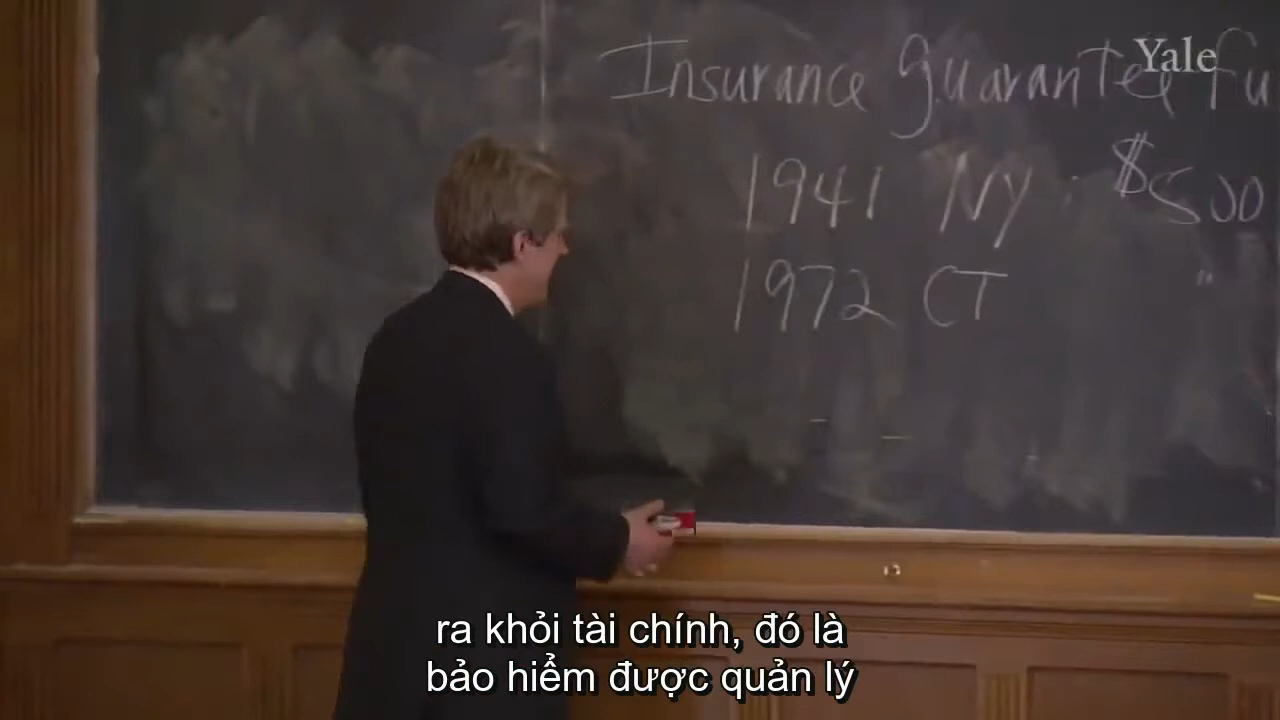 Yale
Insurance Guarantee Fu
1941 NY : $500
1972 CT "
ra khỏi tài chính, đó là
bảo hiểm được quản lý